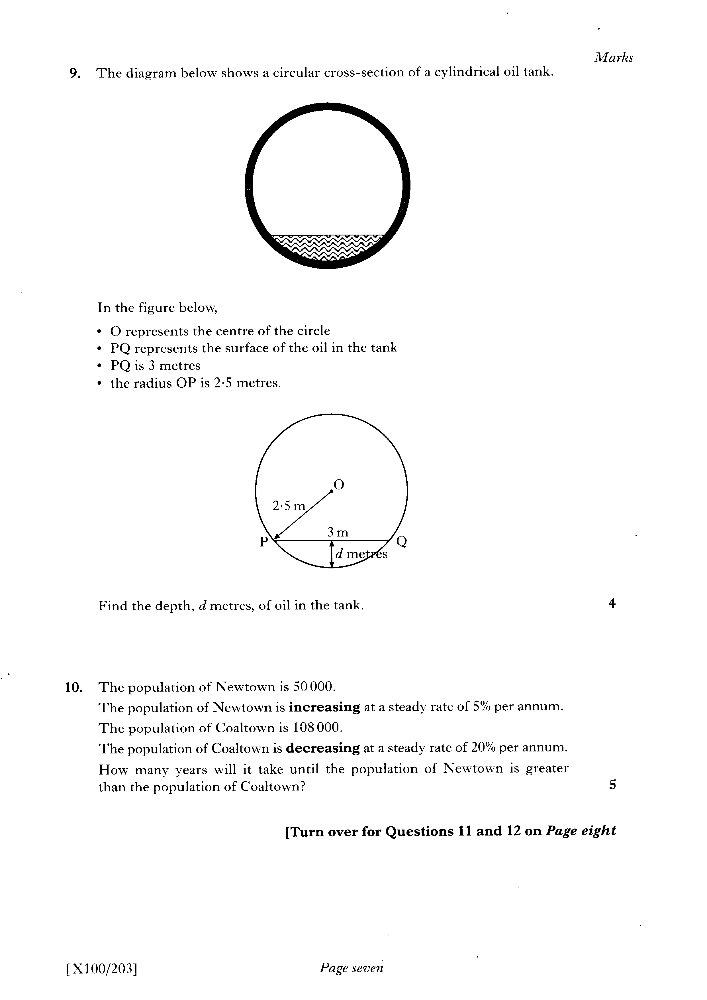 Marks
9. The diagram below shows a circular cross-section of a cylindrical oil tank.
In the figure below,
• O represents the centre of the circle
• PQ represents the surface of the oil in the tank
• PQ is 3 metres
• the radius OP is 2·5 metres.
O
2·5 m
3 m
P
Q
d metres
Find the depth, d metres, of oil in the tank.
4
10. The population of Newtown is 50 000.
The population of Newtown is increasing at a steady rate of 5% per annum.
The population of Coaltown is 108 000.
The population of Coaltown is decreasing at a steady rate of 20% per annum.
How many years will it take until the population of Newtown is greater
than the population of Coaltown?
5
[Turn over for Questions 11 and 12 on Page eight
[X100/203]
Page seven